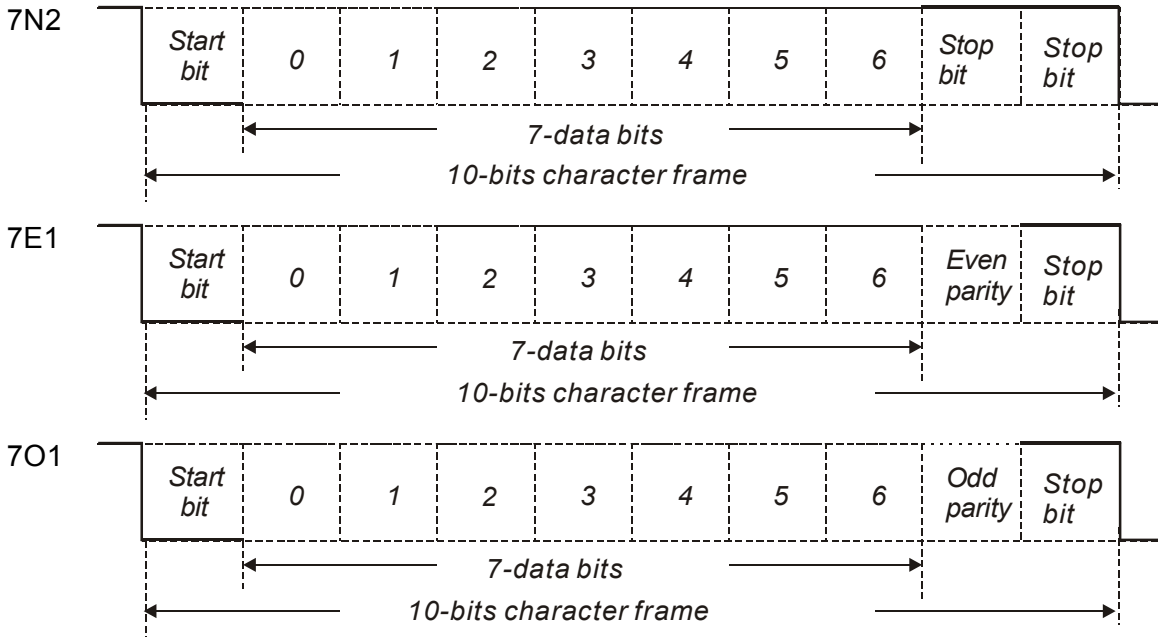 7N2
Start bit 0 1 2 3 4 5 6 Stop bit Stop bit
7-data bits
10-bits character frame
7E1
Start bit 0 1 2 3 4 5 6 Even parity Stop bit
7-data bits
10-bits character frame
7O1
Start bit 0 1 2 3 4 5 6 Odd parity Stop bit
7-data bits
10-bits character frame